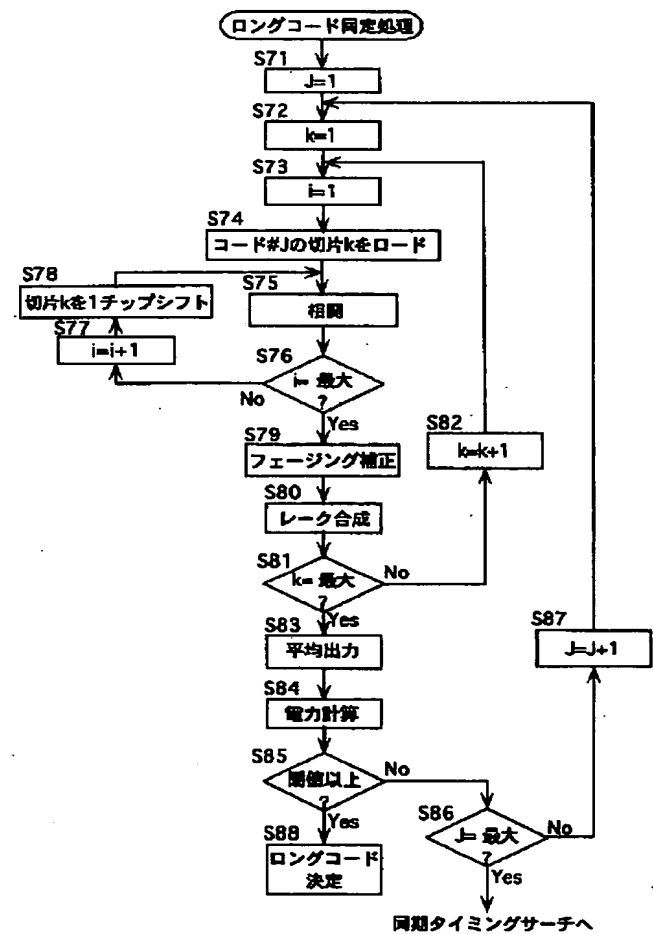 ロングコード同定処理
S71
J=1
S72
k=1
S73
i=1
S74
コード#Jの切片kをロード
S78
切片kを1チップシフト
S75
相関
S77
i=i+1
S76
i= 最大
?
No
Yes
S79
フェージング補正
S82
k=k+1
S80
レーク合成
S81
k= 最大
?
No
Yes
S83
平均出力
S87
J=J+1
S84
電力計算
S85
閾値以上
?
No
Yes
S86
J= 最大
?
No
Yes
S88
ロングコード
決定
同期タイミングサーチへ